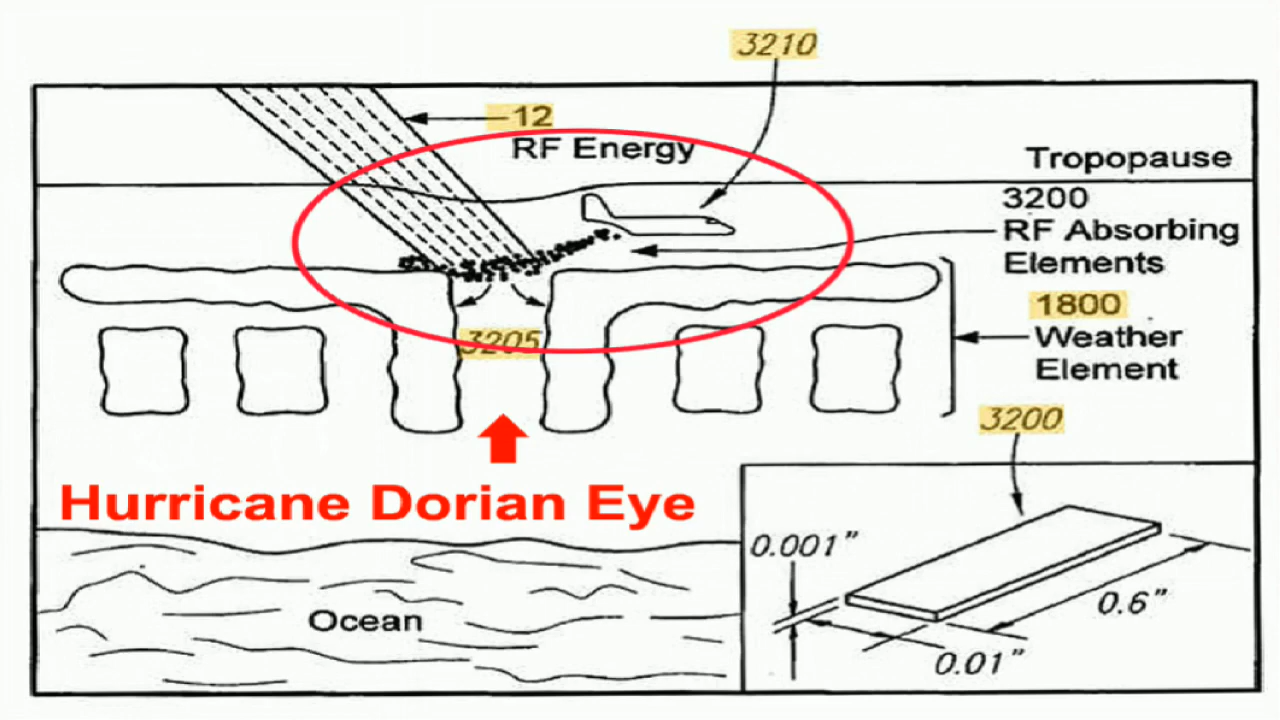 3210
12
RF Energy
Tropopause
3200
RF Absorbing
Elements
1800
Weather
Element
3205
3200
Hurricane Dorian Eye
0.001”
0.6”
0.01”
Ocean